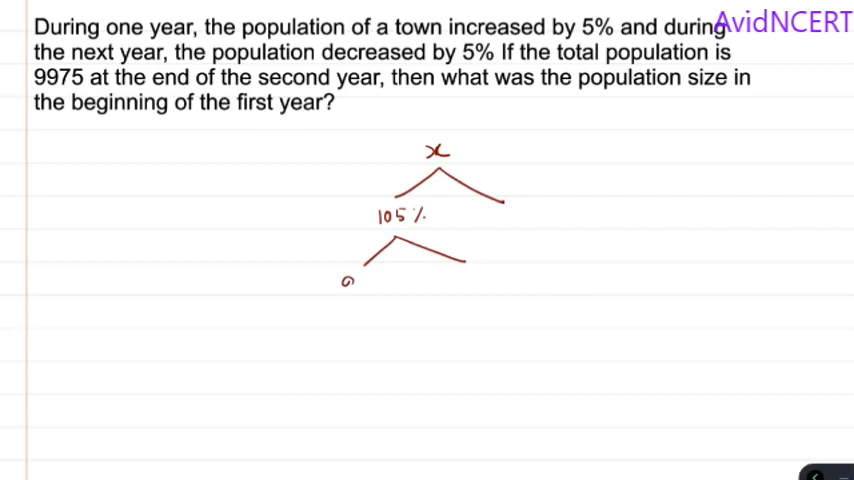 AvidNCERT
During one year, the population of a town increased by 5% and during
the next year, the population decreased by 5% If the total population is
9975 at the end of the second year, then what was the population size in
the beginning of the first year?
x
105%